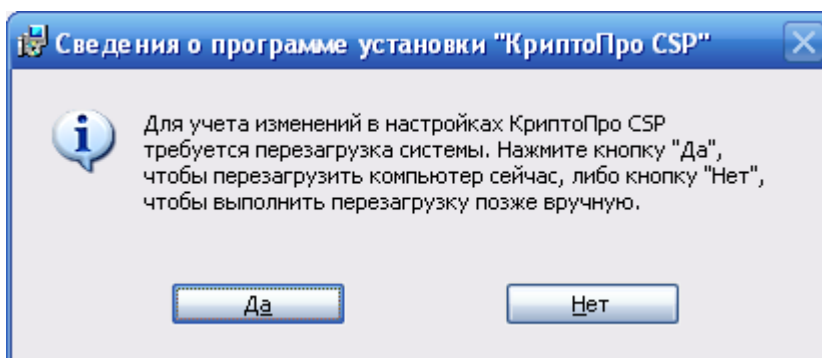 Сведения о программе установки "КриптоПро CSP"
Для учета изменений в настройках КриптоПро CSP
требуется перезагрузка системы. Нажмите кнопку "Да",
чтобы перезагрузить компьютер сейчас, либо кнопку "Нет",
чтобы выполнить перезагрузку позже вручную.
Да
Нет